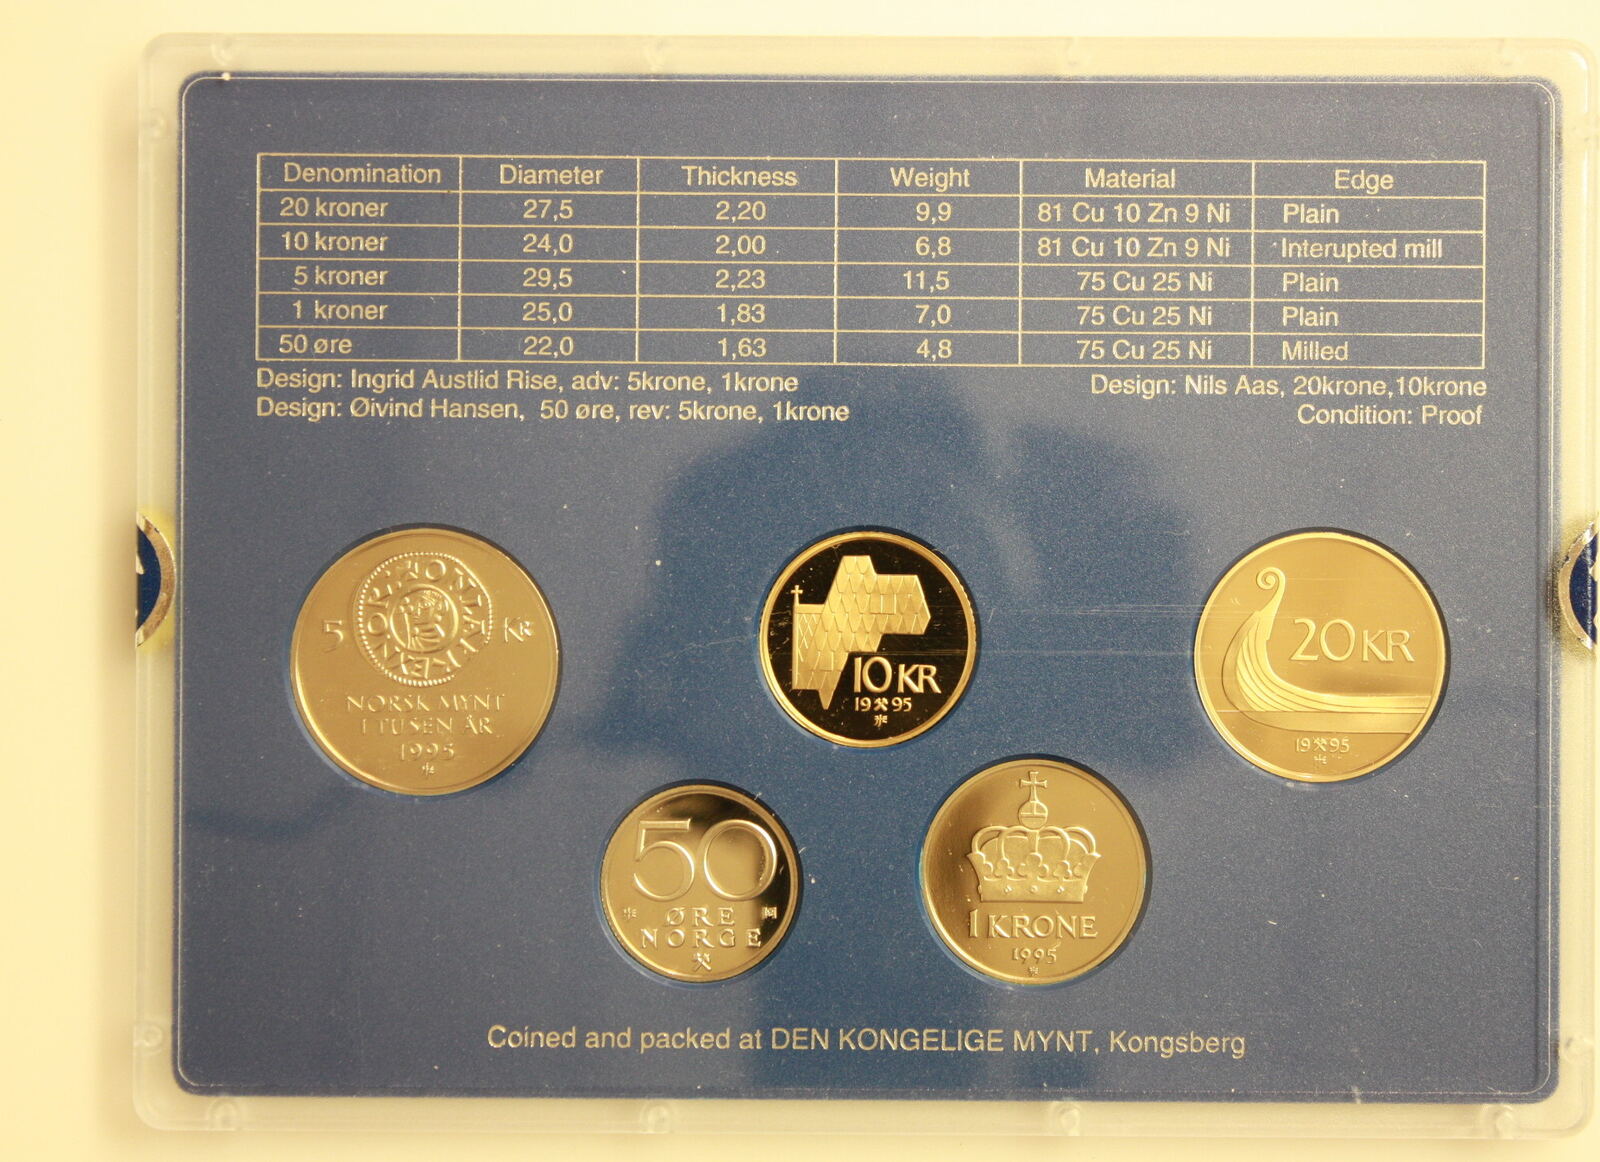 Denomination Diameter Thickness Weight Material Edge
20 kroner 27,5 2,20 9,9 81 Cu 10 Zn 9 Ni Plain
10 kroner 24,0 2,00 6,8 81 Cu 10 Zn 9 Ni Interupted mill
5 kroner 29,5 2,23 11,5 75 Cu 25 Ni Plain
1 kroner 25,0 1,83 7,0 75 Cu 25 Ni Plain
50 øre 22,0 1,63 4,8 75 Cu 25 Ni Milled
Design: Ingrid Austlid Rise, adv: 5krone, 1krone
Design: Øivind Hansen, 50 øre, rev: 5krone, 1krone
Design: Nils Aas, 20krone,10krone
Condition: Proof
5 KR
NORSK MYNT
I TUSEN ÅR
1995
10 KR
19 95
20 KR
19 95
50
ØRE
NORGE
1 KRONE
1995
Coined and packed at DEN KONGELIGE MYNT, Kongsberg